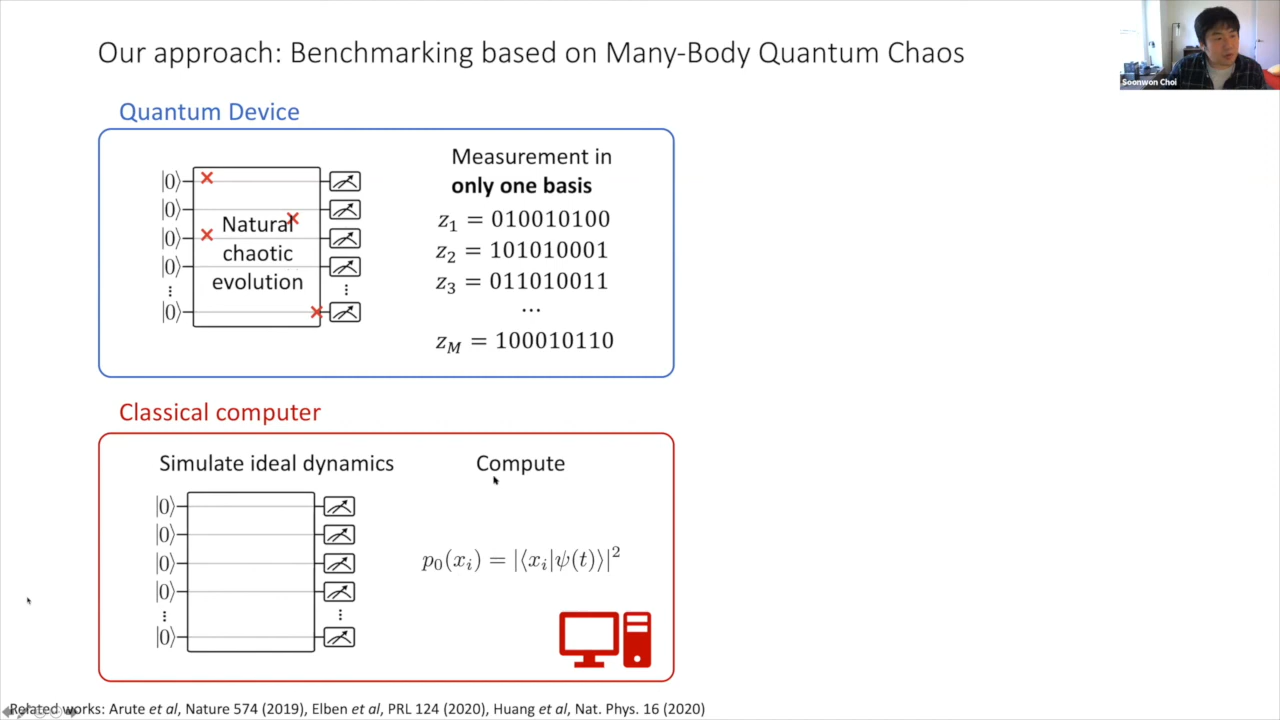 Our approach: Benchmarking based on Many-Body Quantum Chaos
Soonwon Choi
Quantum Device
|0⟩
|0⟩
|0⟩
|0⟩
⋮
|0⟩
Natural
chaotic
evolution
⋮
Measurement in
only one basis
z₁ = 010010100
z₂ = 101010001
z₃ = 011010011
...
z_M = 100010110
Classical computer
Simulate ideal dynamics
|0⟩
|0⟩
|0⟩
|0⟩
⋮
|0⟩
⋮
Compute
p₀(xᵢ) = |⟨xᵢ|ψ(t)⟩|²
Related works: Arute et al, Nature 574 (2019), Elben et al, PRL 124 (2020), Huang et al, Nat. Phys. 16 (2020)